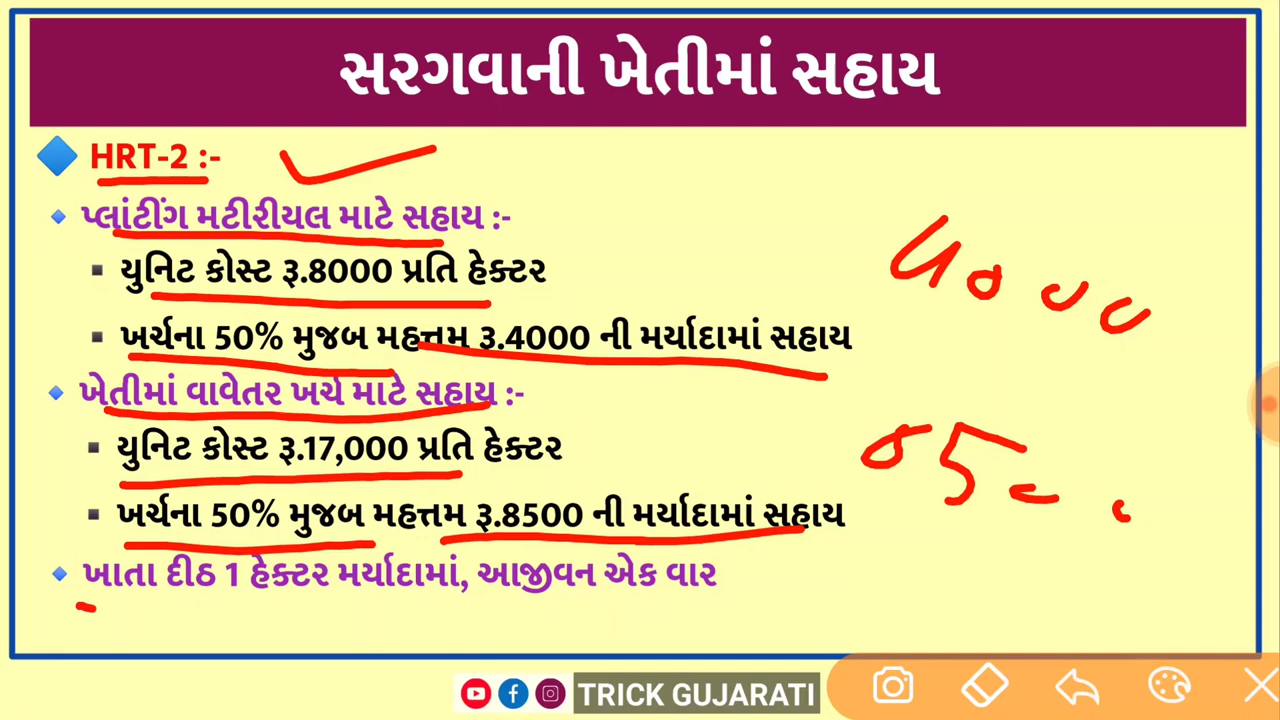 સરગવાની ખેતીમાં સહાય
HRT-2 :-
પ્લાંટીંગ મટીરીયલ માટે સહાય :-
યુનિટ કોસ્ટ રૂ.8000 પ્રતિ હેક્ટર
ખર્ચના 50% મુજબ મહત્તમ રૂ.4000 ની મર્યાદામાં સહાય
ખેતીમાં વાવેતર ખર્ચ માટે સહાય :-
યુનિટ કોસ્ટ રૂ.17,000 પ્રતિ હેક્ટર
ખર્ચના 50% મુજબ મહત્તમ રૂ.8500 ની મર્યાદામાં સહાય
ખાતા દીઠ 1 હેક્ટર મર્યાદામાં, આજીવન એક વાર
TRICK GUJARATI